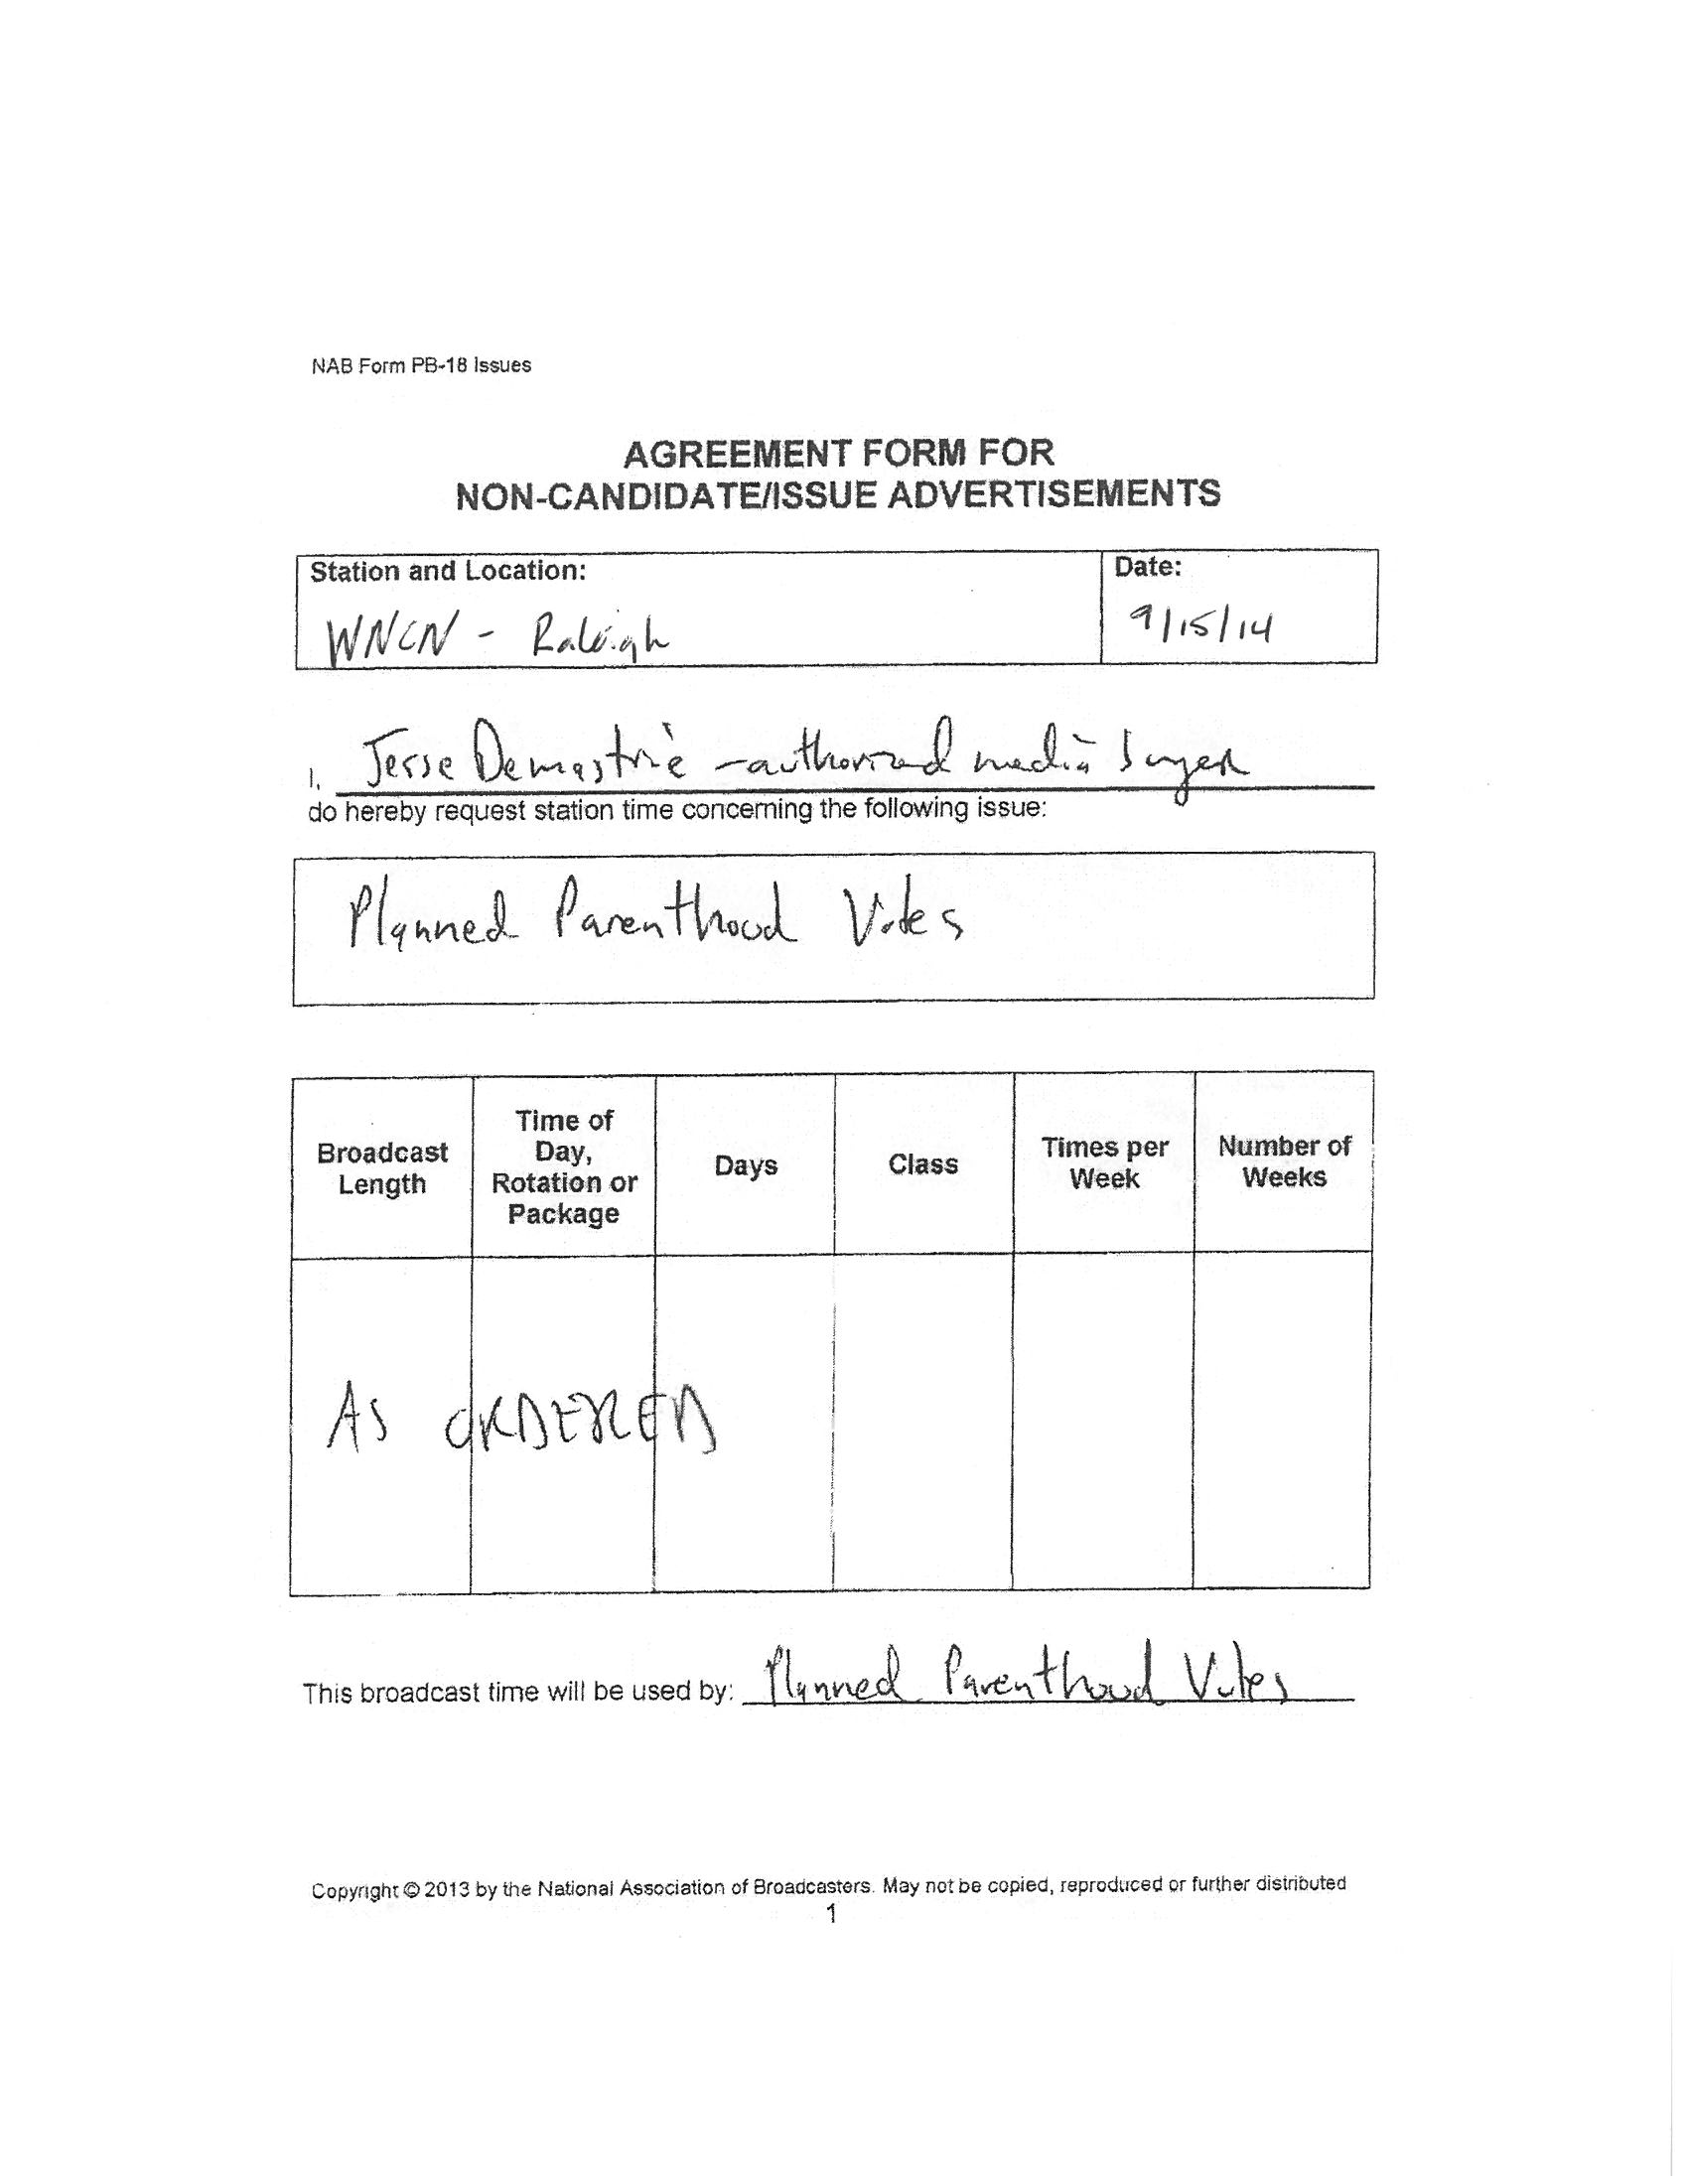 NAB Form PB-18 Issues
AGREEMENT FORM FOR
NON-CANDIDATE/ISSUE ADVERTISEMENTS
Station and Location:
Date:
WNCN - Raleigh
9/15/14
I, Jesse Demastrie - authorized media buyer
do hereby request station time concerning the following issue:
Planned Parenthood Votes
Broadcast Length
Time of Day, Rotation or Package
Days
Class
Times per Week
Number of Weeks
AS ORDERED
This broadcast time will be used by: Planned Parenthood Votes
Copyright © 2013 by the National Association of Broadcasters. May not be copied, reproduced or further distributed
1